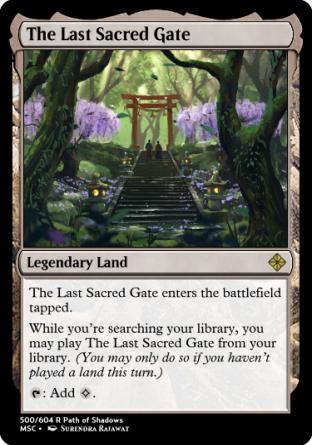 The Last Sacred Gate
Legendary Land
The Last Sacred Gate enters the battlefield
tapped.
While you’re searching your library, you
may play The Last Sacred Gate from your
library. (You may only do so if you haven’t
played a land this turn.)
: Add .
500/604 R Path of Shadows
MSC • Surendra Rajawat